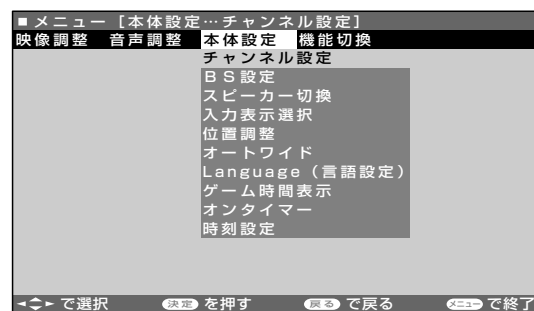 ■メニュー [本体設定…チャンネル設定]
映像調整 音声調整 本体設定 機能切換
チャンネル設定
BS設定
スピーカー切換
入力表示選択
位置調整
オートワイド
Language(言語設定)
ゲーム時間表示
オンタイマー
時刻設定
で選択 決定 を押す 戻る で戻る メニュー で終了